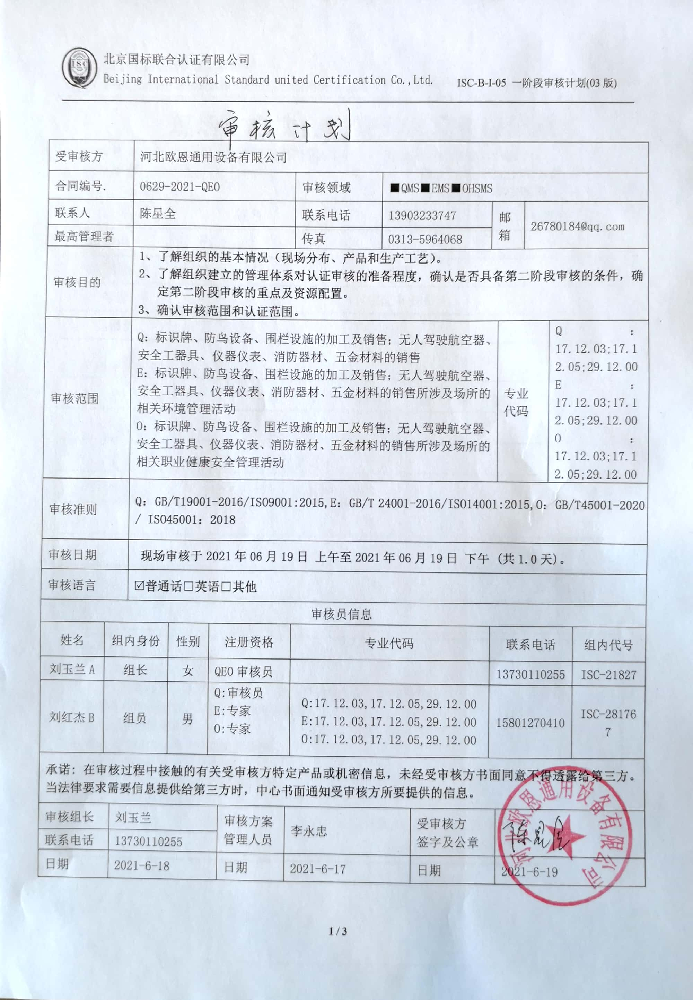 ISC
北京国标联合认证有限公司
Beijing International Standard united Certification Co.,Ltd.
ISC-B-I-05 一阶段审核计划(03 版)
审核计划
受审核方 河北欧恩通用设备有限公司
合同编号. 0629-2021-QEO 审核领域 ■QMS■EMS■OHSMS
联系人 陈星全 联系电话 13903233747 邮箱 26780184@qq.com
最高管理者 传真 0313-5964068
审核目的
1、了解组织的基本情况（现场分布、产品和生产工艺）。
2、了解组织建立的管理体系对认证审核的准备程度，确认是否具备第二阶段审核的条件，确
定第二阶段审核的重点及资源配置。
3、确认审核范围和认证范围。
审核范围
Q：标识牌、防鸟设备、围栏设施的加工及销售；无人驾驶航空器、
安全工器具、仪器仪表、消防器材、五金材料的销售
E：标识牌、防鸟设备、围栏设施的加工及销售；无人驾驶航空器、
安全工器具、仪器仪表、消防器材、五金材料的销售所涉及场所的
相关环境管理活动
O：标识牌、防鸟设备、围栏设施的加工及销售；无人驾驶航空器、
安全工器具、仪器仪表、消防器材、五金材料的销售所涉及场所的
相关职业健康安全管理活动
专业
代码
Q ：
17.12.03;17.1
2.05;29.12.00
E ：
17.12.03;17.1
2.05;29.12.00
O ：
17.12.03;17.1
2.05;29.12.00
审核准则
Q：GB/T19001-2016/ISO9001:2015,E：GB/T 24001-2016/ISO14001:2015,O：GB/T45001-2020
/ ISO45001：2018
审核日期 现场审核于 2021 年 06 月 19 日 上午至 2021 年 06 月 19 日 下午 (共 1.0 天)。
审核语言 ☑普通话□英语□其他
审核员信息
姓名 组内身份 性别 注册资格 专业代码 联系电话 组内代号
刘玉兰 A 组长 女 QEO 审核员 13730110255 ISC-21827
刘红杰 B 组员 男
Q:审核员
E:专家
O:专家
Q:17.12.03,17.12.05,29.12.00
E:17.12.03,17.12.05,29.12.00
O:17.12.03,17.12.05,29.12.00
15801270410
ISC-28176
7
承诺：在审核过程中接触的有关受审核方特定产品或机密信息，未经受审核方书面同意不得透露给第三方。
当法律要求需要信息提供给第三方时，中心书面通知受审核方所要提供的信息。
审核组长 刘玉兰
联系电话 13730110255
审核方案
管理人员
李永忠
受审核方
签字及公章
河北欧恩通用设备有限公司
日期 2021-6-18 日期 2021-6-17 日期 2021-6-19
1 / 3